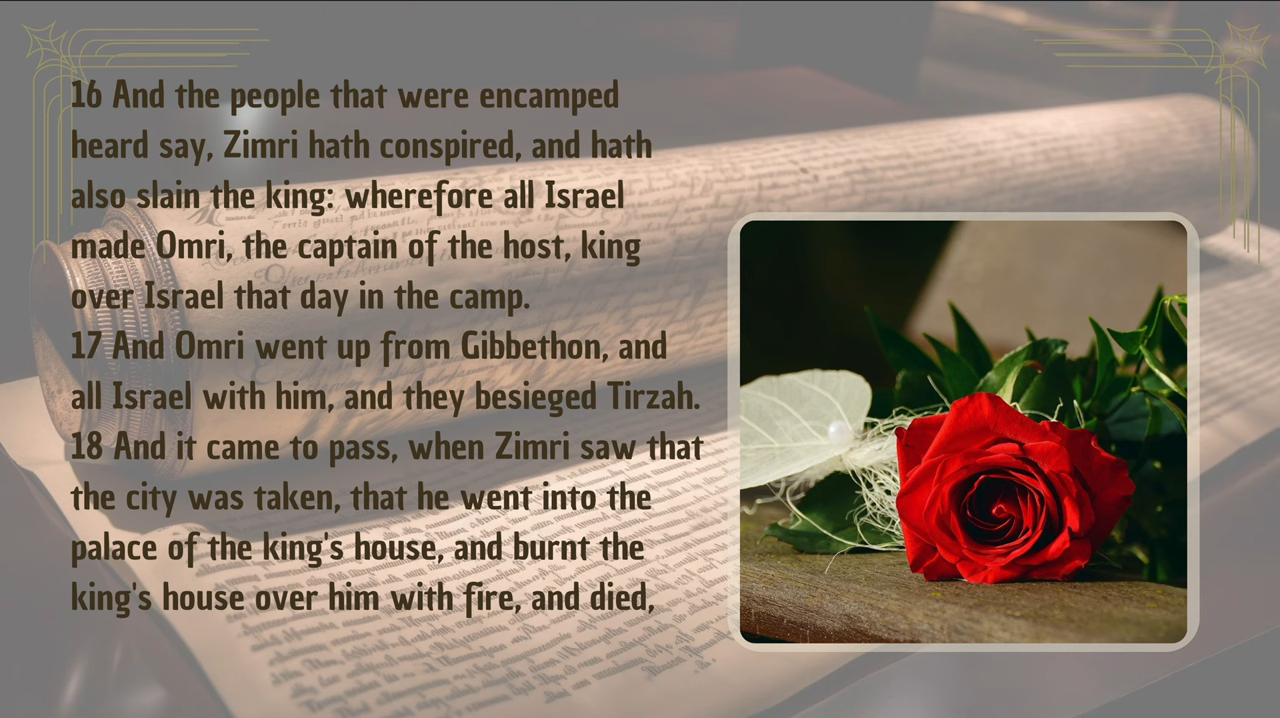 16 And the people that were encamped
heard say, Zimri hath conspired, and hath
also slain the king: wherefore all Israel
made Omri, the captain of the host, king
over Israel that day in the camp.
17 And Omri went up from Gibbethon, and
all Israel with him, and they besieged Tirzah.
18 And it came to pass, when Zimri saw that
the city was taken, that he went into the
palace of the king's house, and burnt the
king's house over him with fire, and died,